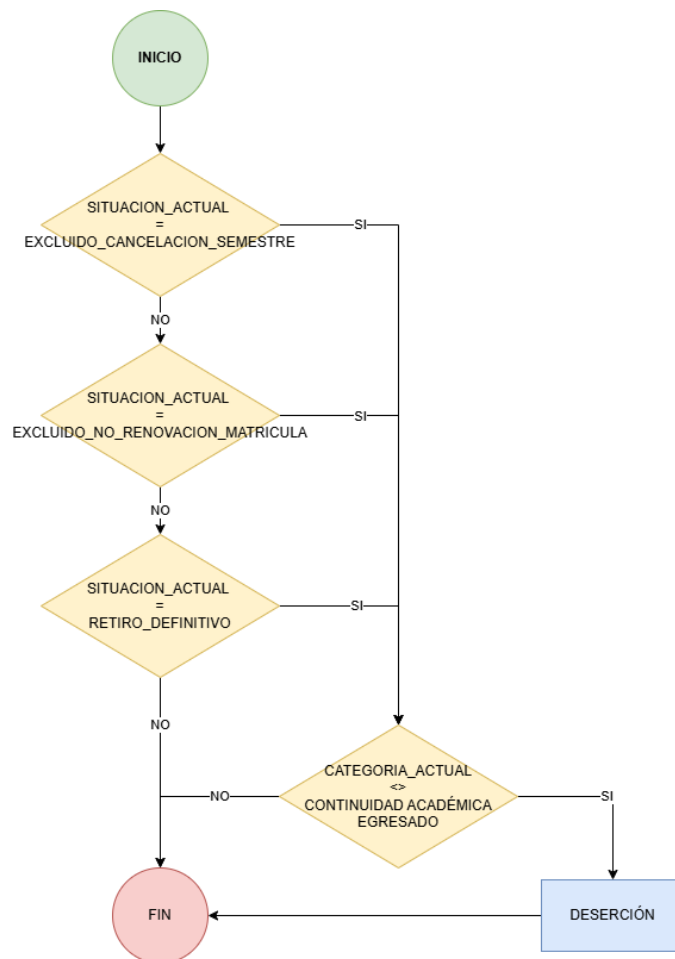 INICIO
SITUACION_ACTUAL
=
EXCLUIDO_CANCELACION_SEMESTRE
SI
NO
SITUACION_ACTUAL
=
EXCLUIDO_NO_RENOVACION_MATRICULA
SI
NO
SITUACION_ACTUAL
=
RETIRO_DEFINITIVO
SI
NO
CATEGORIA_ACTUAL
<>
CONTINUIDAD ACADÉMICA
EGRESADO
NO
SI
FIN
DESERCIÓN